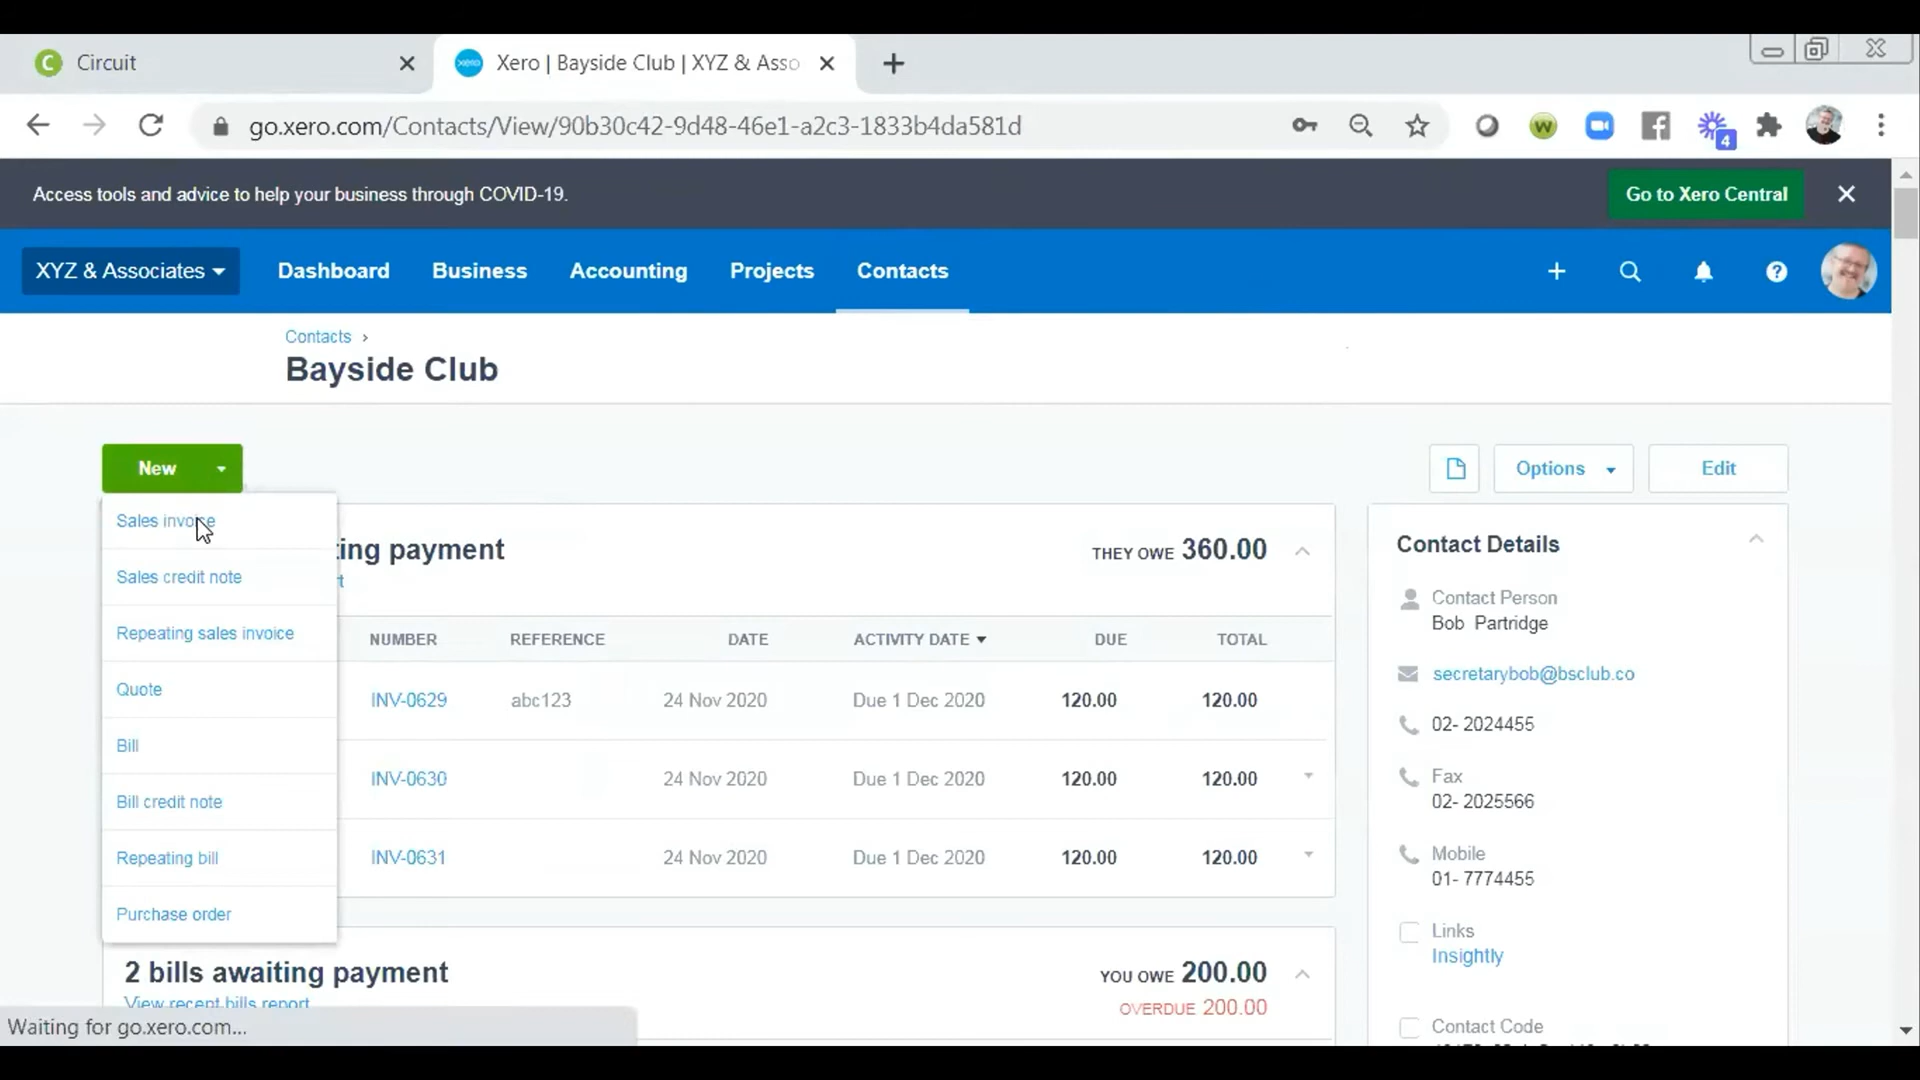 Circuit
Xero | Bayside Club | XYZ & Asso
go.xero.com/Contacts/View/90b30c42-9d48-46e1-a2c3-1833b4da581d
4
Access tools and advice to help your business through COVID-19.
Go to Xero Central
XYZ & Associates
Dashboard
Business
Accounting
Projects
Contacts
Contacts ›
Bayside Club
New
Options
Edit
Sales invoice
Sales credit note
Repeating sales invoice
Quote
Bill
Bill credit note
Repeating bill
Purchase order
ting payment
THEY OWE 360.00
NUMBER REFERENCE DATE ACTIVITY DATE DUE TOTAL
INV-0629 abc123 24 Nov 2020 Due 1 Dec 2020 120.00 120.00
INV-0630 24 Nov 2020 Due 1 Dec 2020 120.00 120.00
INV-0631 24 Nov 2020 Due 1 Dec 2020 120.00 120.00
2 bills awaiting payment
View recent bills report
YOU OWE 200.00
OVERDUE 200.00
Contact Details
Contact Person
Bob Partridge
secretarybob@bsclub.co
02- 2024455
Fax
02- 2025566
Mobile
01- 7774455
Links
Insightly
Contact Code
Waiting for go.xero.com...